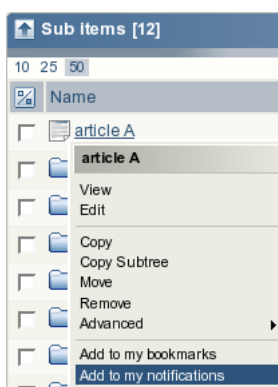 Sub items [12]
10 25 50
Name
article A
article A
View
Edit
Copy
Copy Subtree
Move
Remove
Advanced
Add to my bookmarks
Add to my notifications